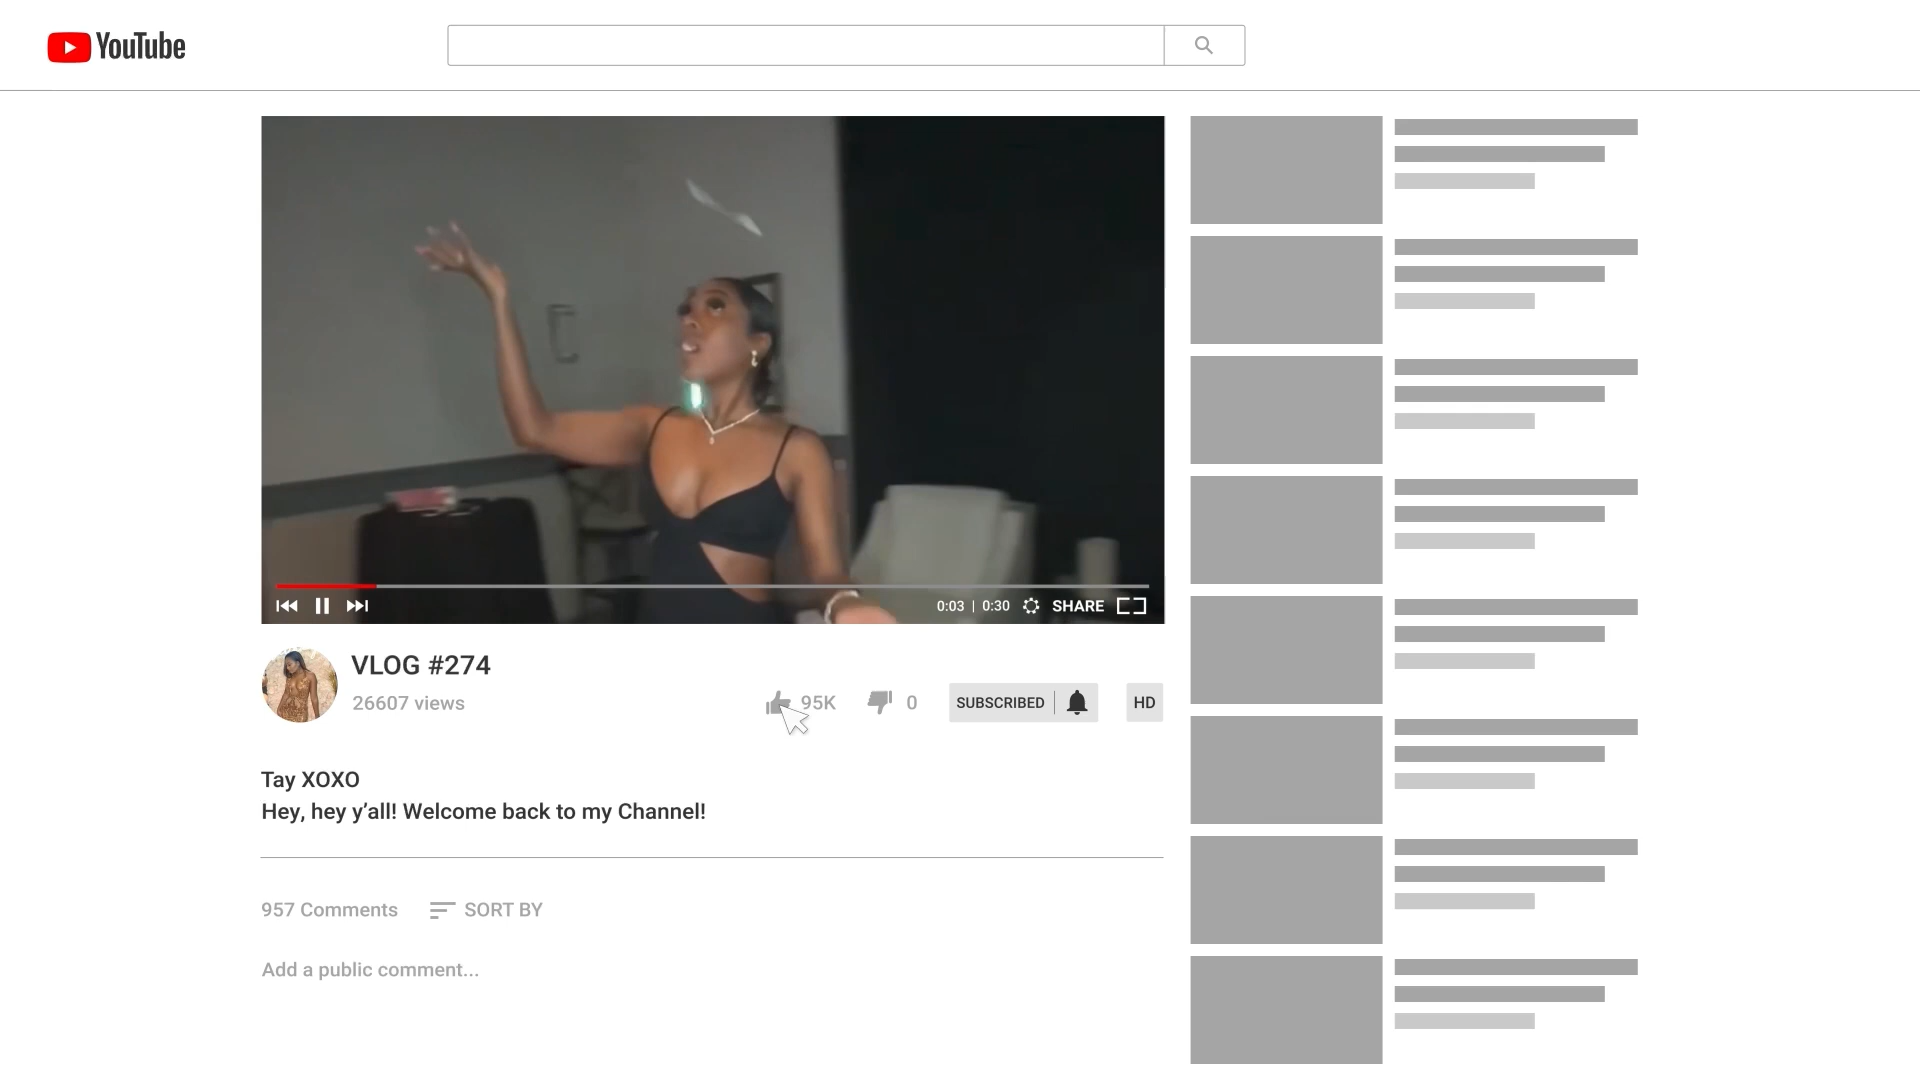 YouTube
0:03 | 0:30 SHARE
VLOG #274
26607 views
95K 0 SUBSCRIBED HD
Tay XOXO
Hey, hey y’all! Welcome back to my Channel!
957 Comments SORT BY
Add a public comment...